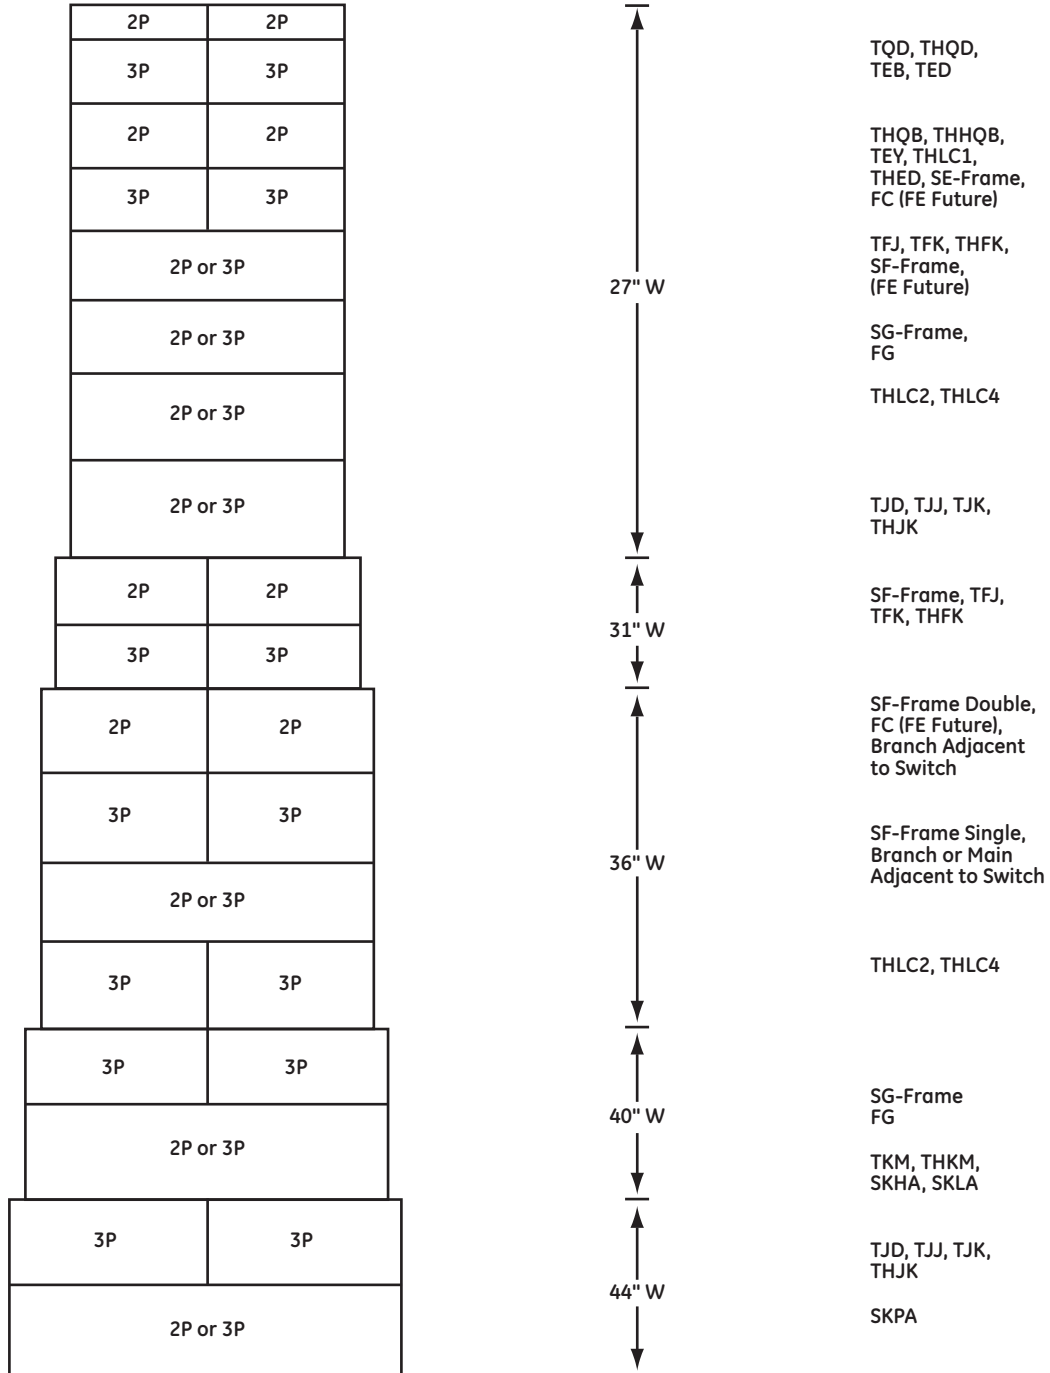 2P 2P
3P 3P
TQD, THQD,
TEB, TED
2P 2P
THQB, THHQB,
TEY, THLC1,
THED, SE-Frame,
FC (FE Future)
3P 3P
2P or 3P
TFJ, TFK, THFK,
SF-Frame,
(FE Future)
27" W
2P or 3P
SG-Frame,
FG
2P or 3P
THLC2, THLC4
2P or 3P
TJD, TJJ, TJK,
THJK
2P 2P
3P 3P
31" W
SF-Frame, TFJ,
TFK, THFK
2P 2P
SF-Frame Double,
FC (FE Future),
Branch Adjacent
to Switch
3P 3P
SF-Frame Single,
Branch or Main
Adjacent to Switch
36" W
2P or 3P
3P 3P
THLC2, THLC4
3P 3P
SG-Frame
FG
40" W
2P or 3P
TKM, THKM,
SKHA, SKLA
3P 3P
TJD, TJJ, TJK,
THJK
44" W
2P or 3P
SKPA